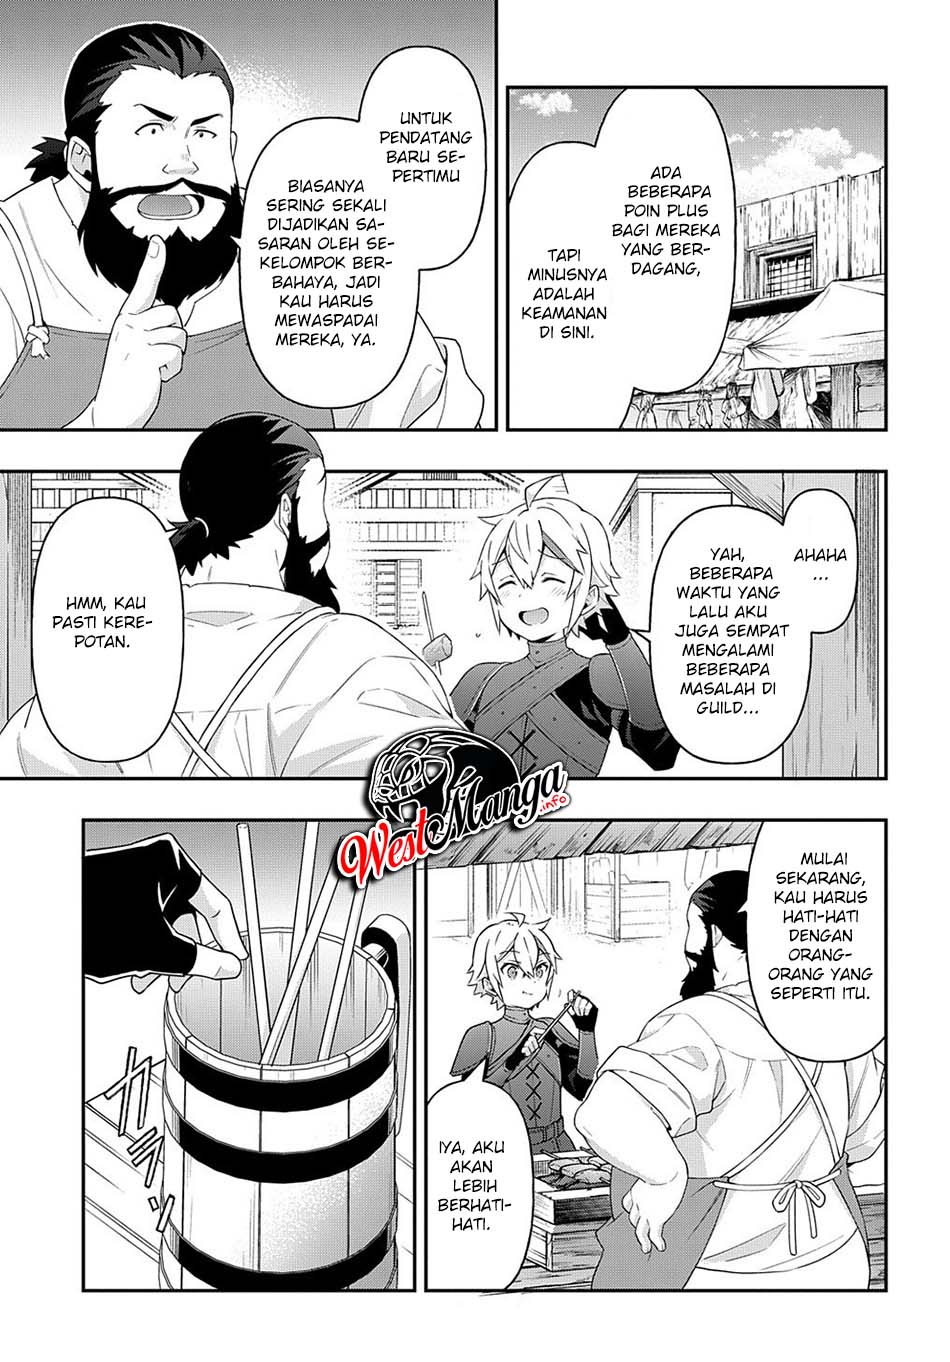 ADA
BEBERAPA
POIN PLUS
BAGI MEREKA
YANG BER-
DAGANG,
TAPI
MINUSNYA
ADALAH
KEAMANAN
DI SINI.
UNTUK
PENDATANG
BARU SE-
PERTIMU
BIASANYA
SERING SEKALI
DIJADIKAN SA-
SARAN OLEH SE-
KELOMPOK BER-
BAHAYA, JADI
KAU HARUS
MEWASPADAI
MEREKA, YA.
AHAHA
...
YAH,
BEBERAPA
WAKTU YANG
LALU AKU
JUGA SEMPAT
MENGALAMI
BEBERAPA
MASALAH DI
GUILD...
HMM, KAU
PASTI KERE-
POTAN.
WestManga
.info
MULAI
SEKARANG,
KAU HARUS
HATI-HATI
DENGAN
ORANG-
ORANG YANG
SEPERTI ITU.
IYA, AKU
AKAN
LEBIH
BERHATI-
HATI.
カラン